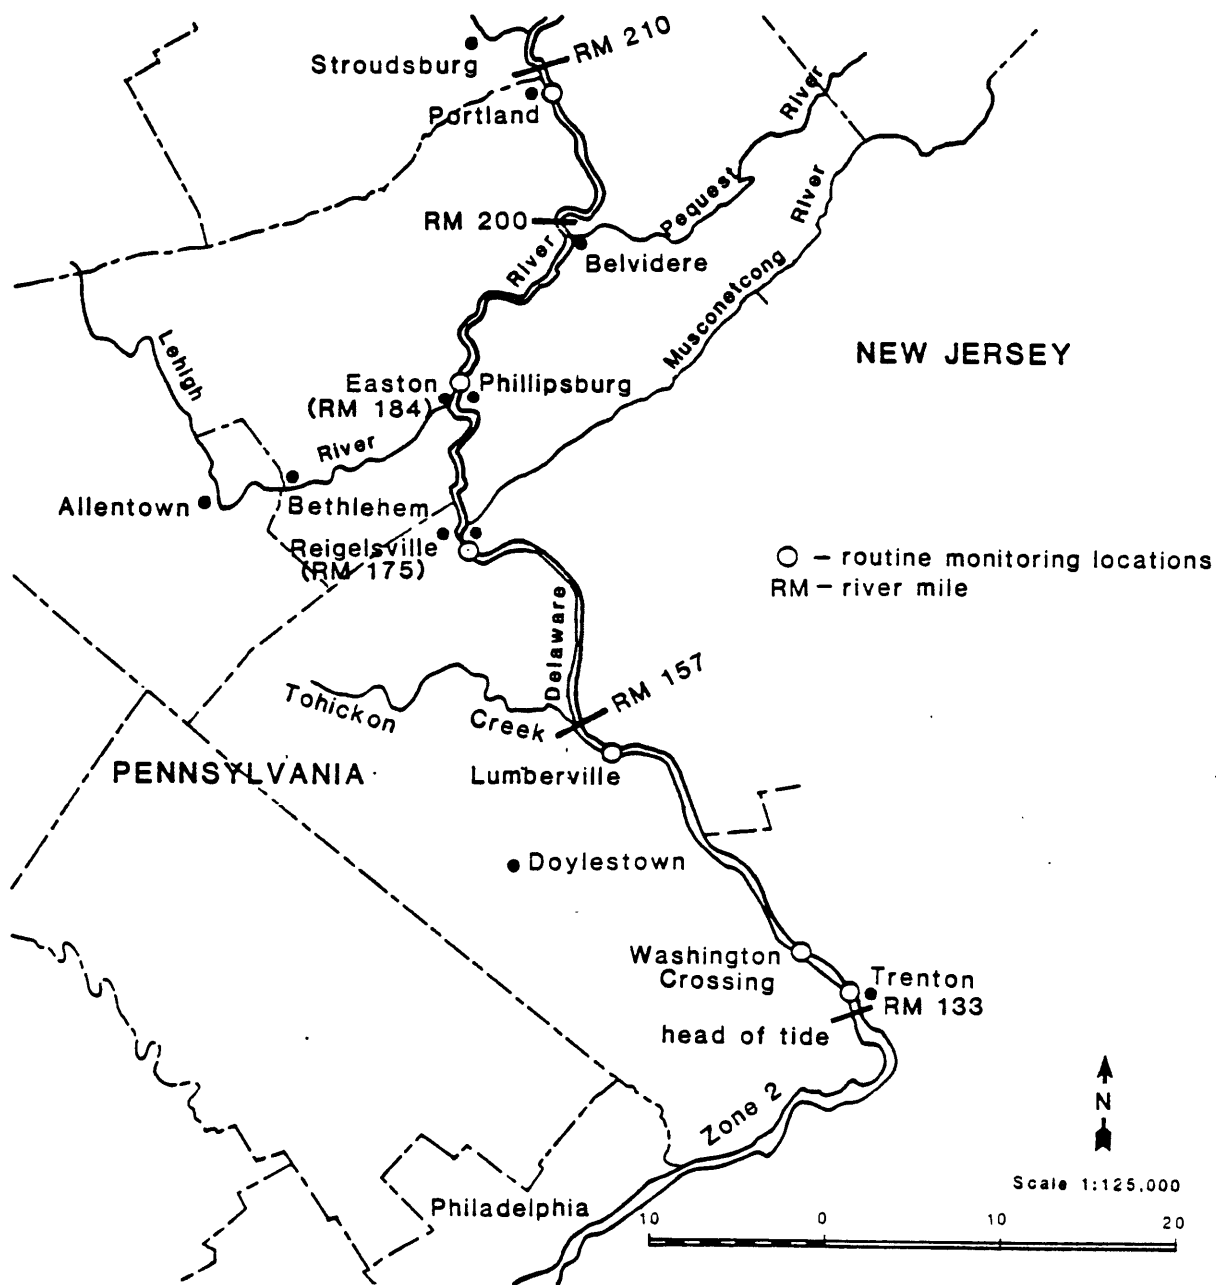 RM 210
Stroudsburg
Portland
River
Pequest
River
RM 200
River
Belvidere
Musconetcong
Lehigh
NEW JERSEY
Easton
Phillipsburg
(RM 184)
River
Allentown
Bethlehem
Reigelsville
(RM 175)
O – routine monitoring locations
RM – river mile
Delaware
RM 157
Tohickon
Creek
PENNSYLVANIA
Lumberville
Doylestown
Washington
Crossing
Trenton
RM 133
head of tide
Zone 2
N
Scale 1:125,000
Philadelphia
10 0 10 20